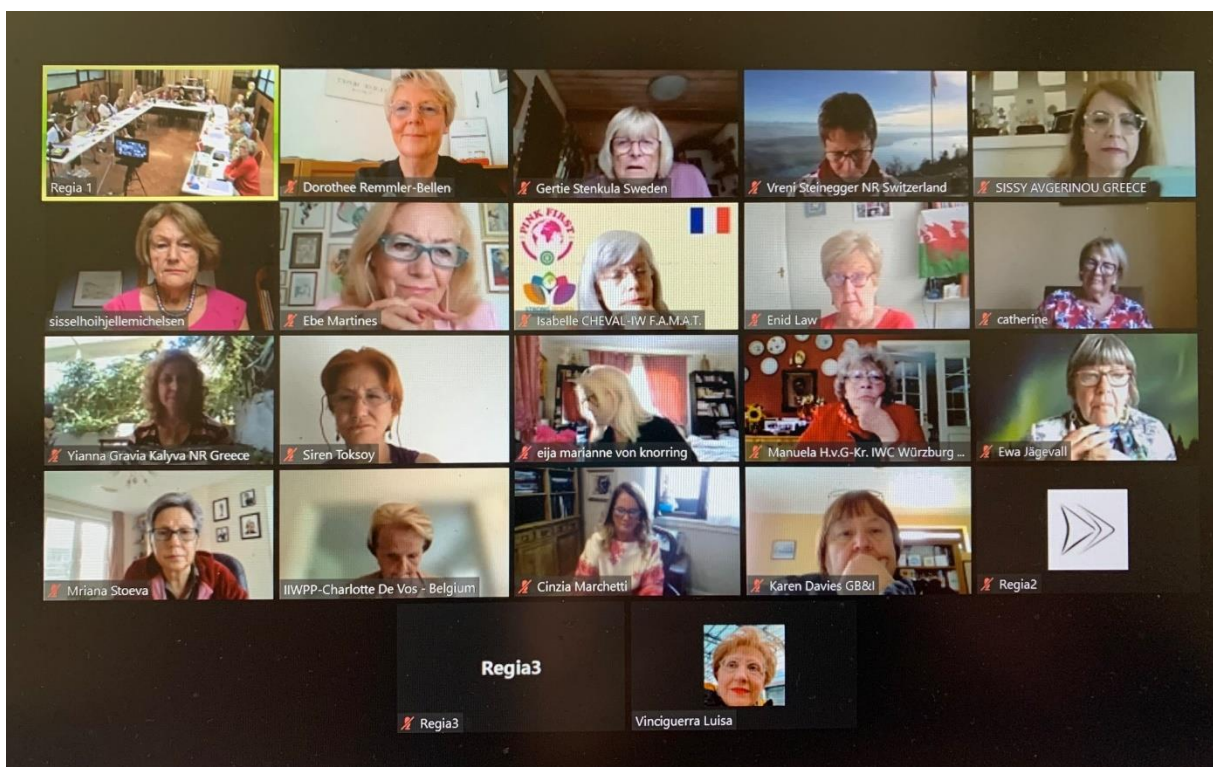 Regia 1
Dorothee Remmler-Bellen
Gertie Stenkula Sweden
Vreni Steinegger NR Switzerland
SISSY AVGERINOU GREECE
sisselhoihjellemichelsen
Ebe Martines
PINK FIRST
Isabelle CHEVAL-IW F.A.M.A.T.
Enid Law
catherine
Yianna Gravia Kalyva NR Greece
Siren Toksoy
eija marianne von knorring
Manuela H.v.G-Kr. IWC Würzburg ...
Ewa Jägevall
Mriana Stoeva
IIWPP-Charlotte De Vos - Belgium
Cinzia Marchetti
Karen Davies GB&I
Regia2
Regia3
Regia3
Vinciguerra Luisa